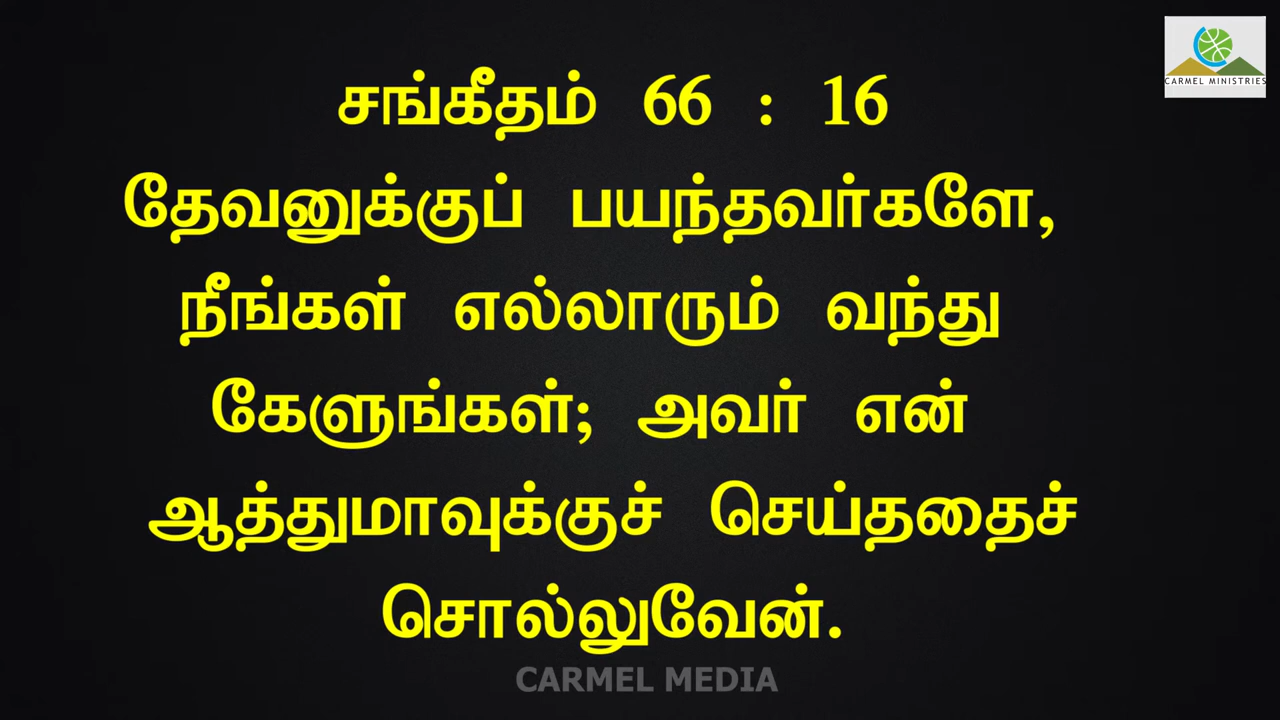 CARMEL MINISTRIES
சங்கீதம் 66 : 16
தேவனுக்குப் பயந்தவர்களே,
நீங்கள் எல்லாரும் வந்து
கேளுங்கள்; அவர் என்
ஆத்துமாவுக்குச் செய்ததைச்
சொல்லுவேன்.
CARMEL MEDIA